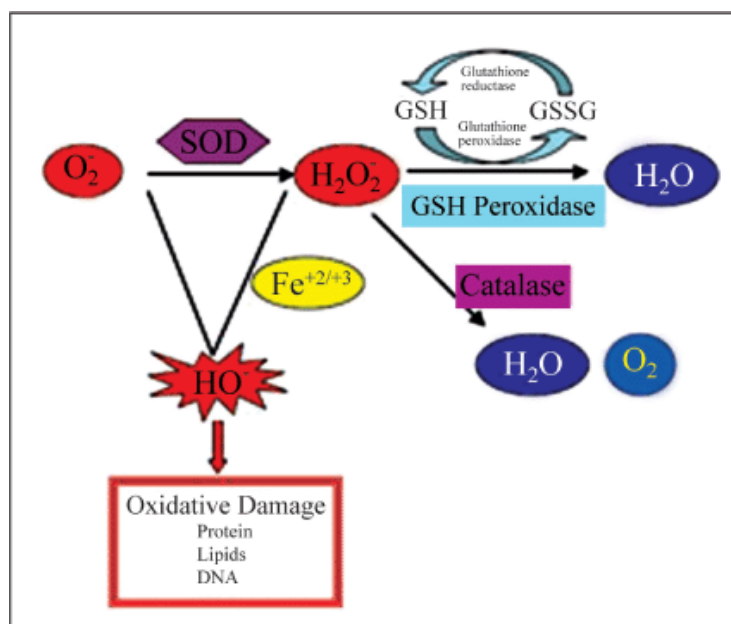 Glutathione
reductase
GSH
GSSG
Glutathione
peroxidase
SOD
O₂⁻
H₂O₂⁻
H₂O
GSH Peroxidase
Fe⁺²/⁺³
Catalase
H₂O
O₂
HO⁻
Oxidative Damage
Protein
Lipids
DNA